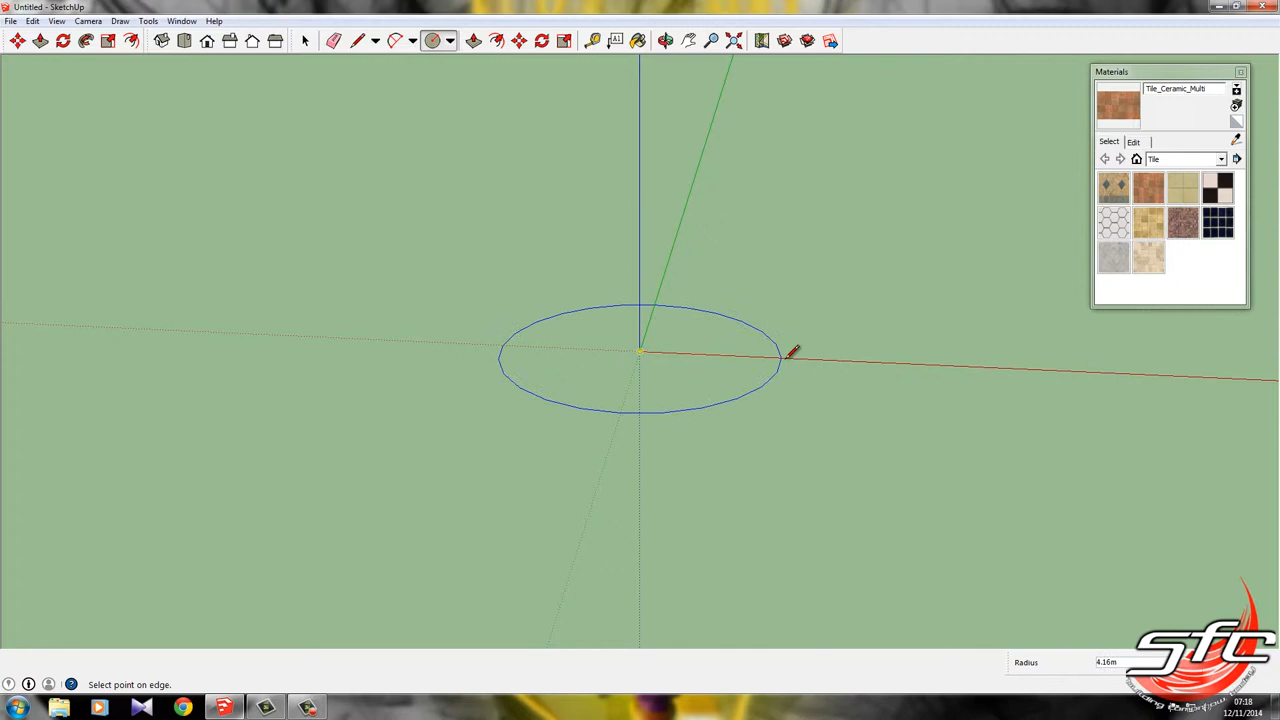 Untitled - SketchUp
File Edit View Camera Draw Tools Window Help
A1
Materials
Tile_Ceramic_Multi
Select Edit
Tile
sfc
Radius 4.16m
Select point on edge.
07:18
12/11/2014